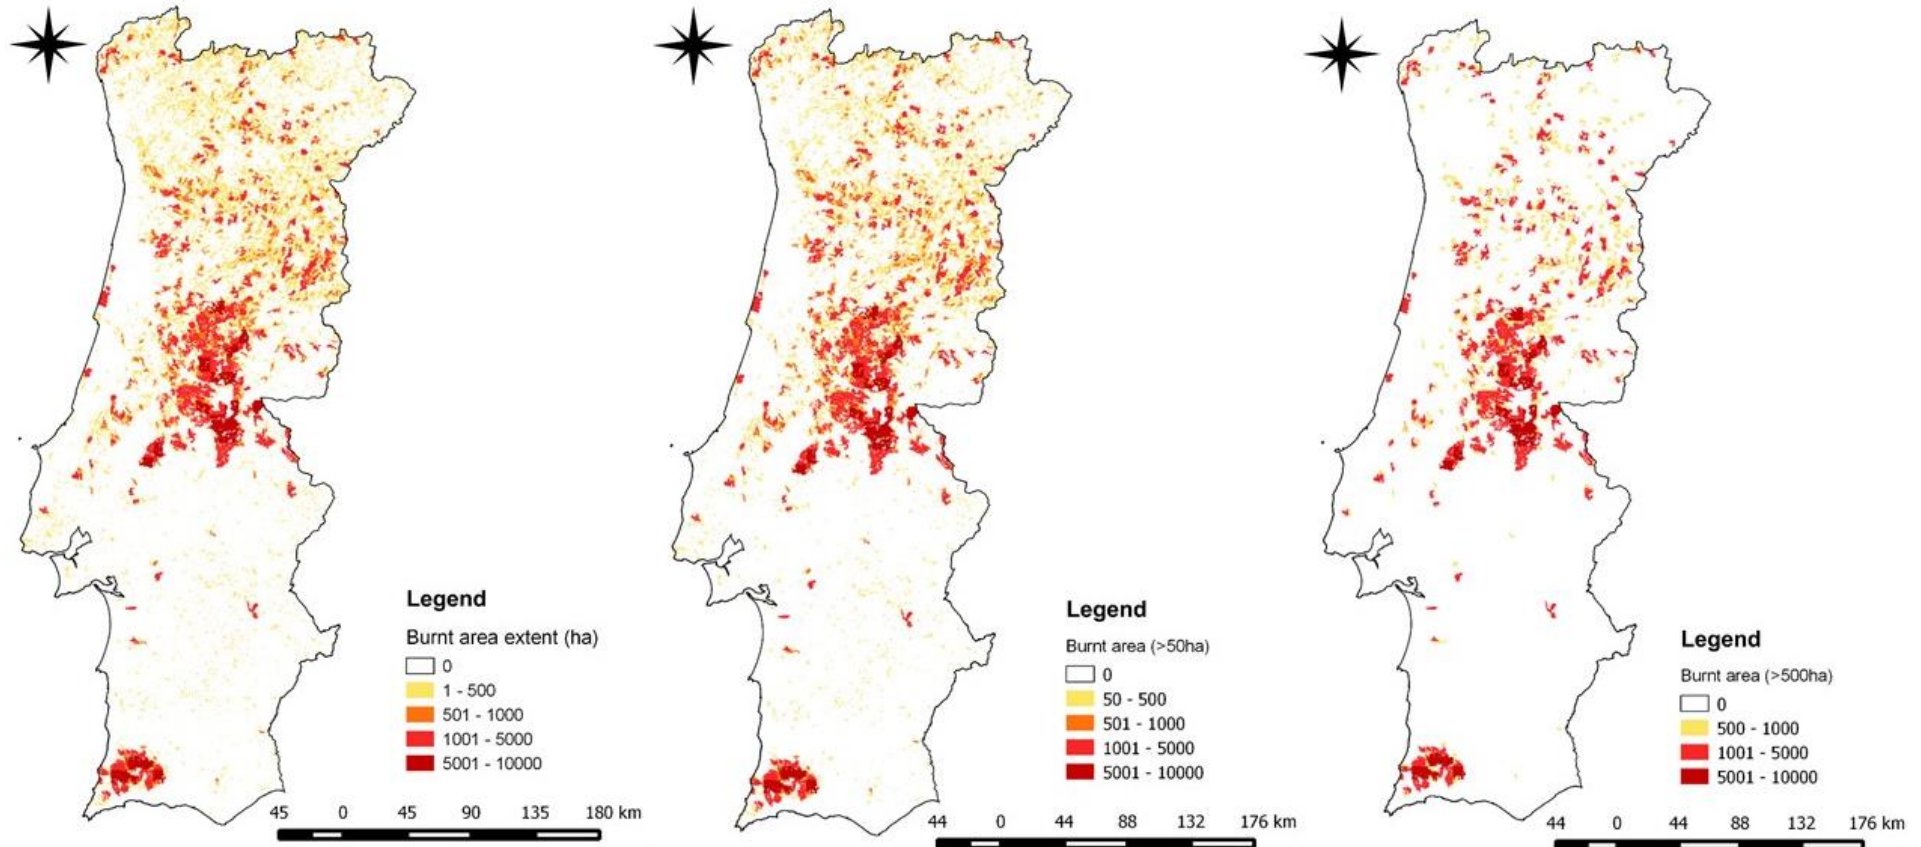 Legend
Burnt area extent (ha)
0
1 - 500
501 - 1000
1001 - 5000
5001 - 10000
45 0 45 90 135 180 km
Legend
Burnt area (>50ha)
0
50 - 500
501 - 1000
1001 - 5000
5001 - 10000
44 0 44 88 132 176 km
Legend
Burnt area (>500ha)
0
500 - 1000
1001 - 5000
5001 - 10000
44 0 44 88 132 176 km